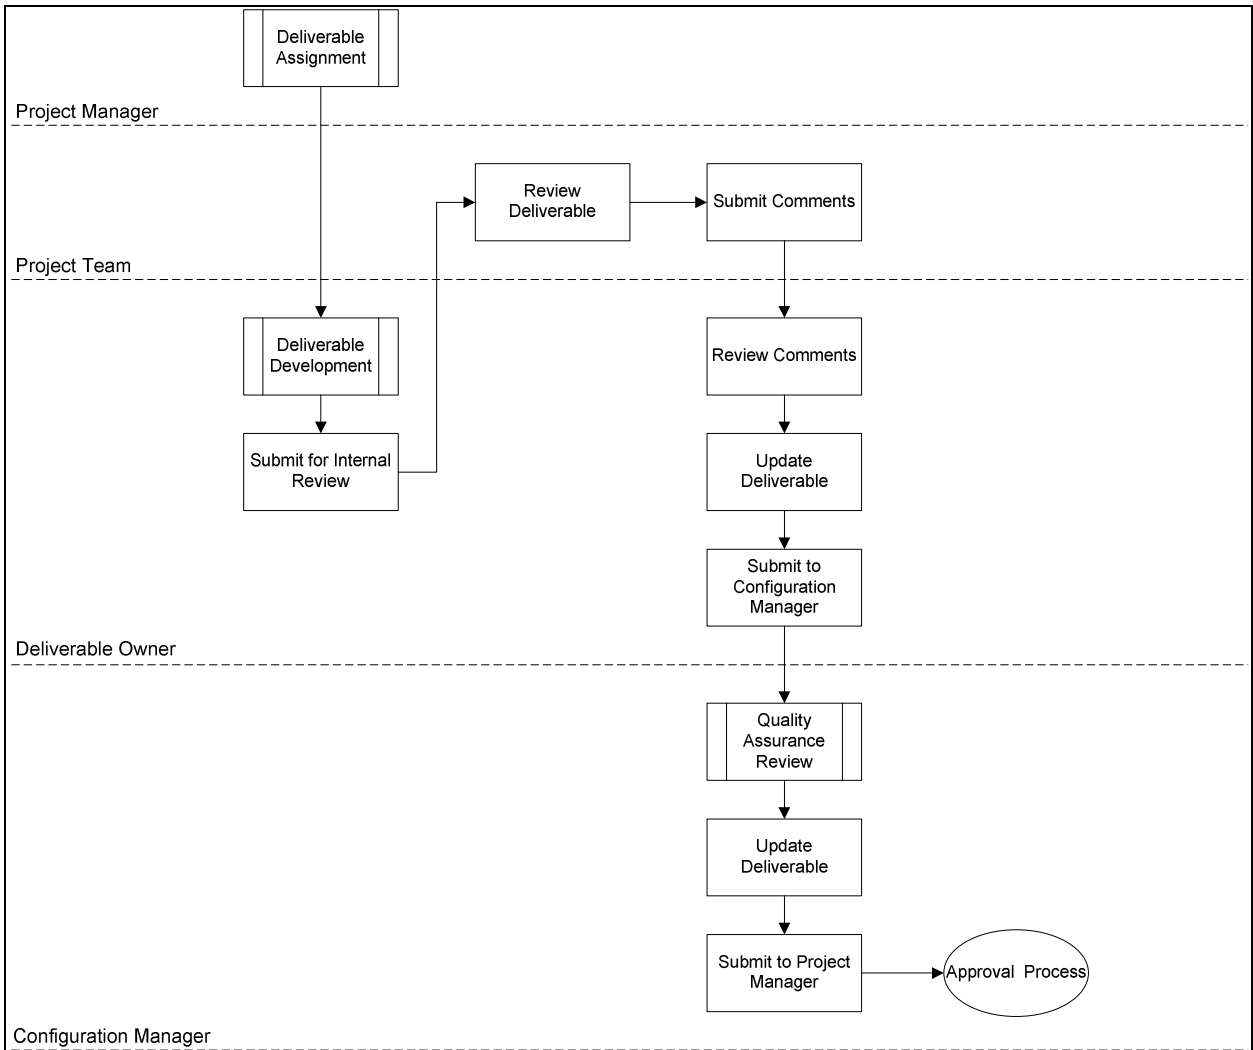 Deliverable
Assignment
Project Manager
Review
Deliverable
Submit Comments
Project Team
Deliverable
Development
Review Comments
Submit for Internal
Review
Update
Deliverable
Submit to
Configuration
Manager
Deliverable Owner
Quality
Assurance
Review
Update
Deliverable
Submit to Project
Manager
Approval Process
Configuration Manager